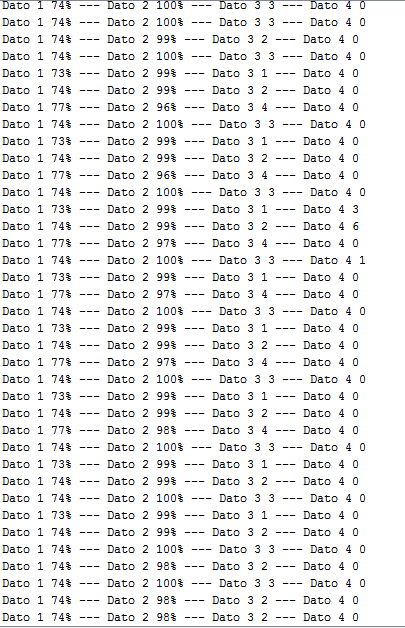 Dato 1 74% --- Dato 2 100% --- Dato 3 3 --- Dato 4 0
Dato 1 74% --- Dato 2 100% --- Dato 3 3 --- Dato 4 0
Dato 1 74% --- Dato 2 99% --- Dato 3 2 --- Dato 4 0
Dato 1 74% --- Dato 2 100% --- Dato 3 3 --- Dato 4 0
Dato 1 73% --- Dato 2 99% --- Dato 3 1 --- Dato 4 0
Dato 1 74% --- Dato 2 99% --- Dato 3 2 --- Dato 4 0
Dato 1 77% --- Dato 2 96% --- Dato 3 4 --- Dato 4 0
Dato 1 74% --- Dato 2 100% --- Dato 3 3 --- Dato 4 0
Dato 1 73% --- Dato 2 99% --- Dato 3 1 --- Dato 4 0
Dato 1 74% --- Dato 2 99% --- Dato 3 2 --- Dato 4 0
Dato 1 77% --- Dato 2 96% --- Dato 3 4 --- Dato 4 0
Dato 1 74% --- Dato 2 100% --- Dato 3 3 --- Dato 4 0
Dato 1 73% --- Dato 2 99% --- Dato 3 1 --- Dato 4 3
Dato 1 74% --- Dato 2 99% --- Dato 3 2 --- Dato 4 6
Dato 1 77% --- Dato 2 97% --- Dato 3 4 --- Dato 4 0
Dato 1 74% --- Dato 2 100% --- Dato 3 3 --- Dato 4 1
Dato 1 73% --- Dato 2 99% --- Dato 3 1 --- Dato 4 0
Dato 1 77% --- Dato 2 97% --- Dato 3 4 --- Dato 4 0
Dato 1 74% --- Dato 2 100% --- Dato 3 3 --- Dato 4 0
Dato 1 73% --- Dato 2 99% --- Dato 3 1 --- Dato 4 0
Dato 1 74% --- Dato 2 99% --- Dato 3 2 --- Dato 4 0
Dato 1 77% --- Dato 2 97% --- Dato 3 4 --- Dato 4 0
Dato 1 74% --- Dato 2 100% --- Dato 3 3 --- Dato 4 0
Dato 1 73% --- Dato 2 99% --- Dato 3 1 --- Dato 4 0
Dato 1 74% --- Dato 2 99% --- Dato 3 2 --- Dato 4 0
Dato 1 77% --- Dato 2 98% --- Dato 3 4 --- Dato 4 0
Dato 1 74% --- Dato 2 100% --- Dato 3 3 --- Dato 4 0
Dato 1 73% --- Dato 2 99% --- Dato 3 1 --- Dato 4 0
Dato 1 74% --- Dato 2 99% --- Dato 3 2 --- Dato 4 0
Dato 1 74% --- Dato 2 100% --- Dato 3 3 --- Dato 4 0
Dato 1 73% --- Dato 2 99% --- Dato 3 1 --- Dato 4 0
Dato 1 74% --- Dato 2 99% --- Dato 3 2 --- Dato 4 0
Dato 1 74% --- Dato 2 100% --- Dato 3 3 --- Dato 4 0
Dato 1 74% --- Dato 2 98% --- Dato 3 2 --- Dato 4 0
Dato 1 74% --- Dato 2 100% --- Dato 3 3 --- Dato 4 0
Dato 1 74% --- Dato 2 98% --- Dato 3 2 --- Dato 4 0
Dato 1 74% --- Dato 2 98% --- Dato 3 2 --- Dato 4 0